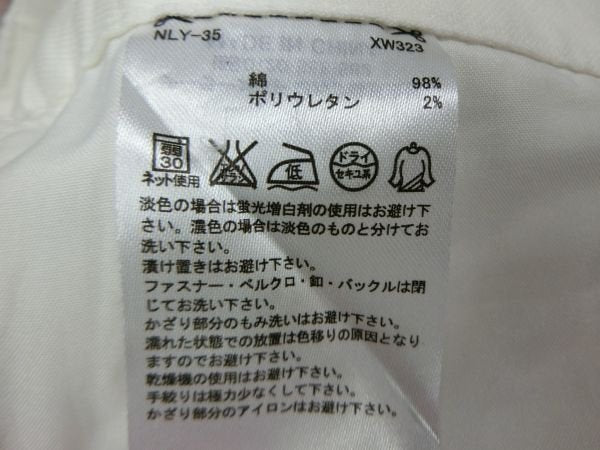 NLY-35 XW323
綿 98%
ポリウレタン 2%
弱
30
ネット使用
エンソ
サラシ
低
ドライ
セキユ系
淡色の場合は蛍光増白剤の使用はお避け下
さい。濃色の場合は淡色のものと分けてお
洗い下さい。
漬け置きはお避け下さい。
ファスナー・ベルクロ・釦・バックルは閉
じてお洗い下さい。
かざり部分のもみ洗いはお避け下さい。
濡れた状態での放置は色移りの原因となり
ますのでお避け下さい。
乾燥機の使用はお避け下さい。
手絞りは極力少なくして下さい。
かざり部分のアイロンはお避け下さい。